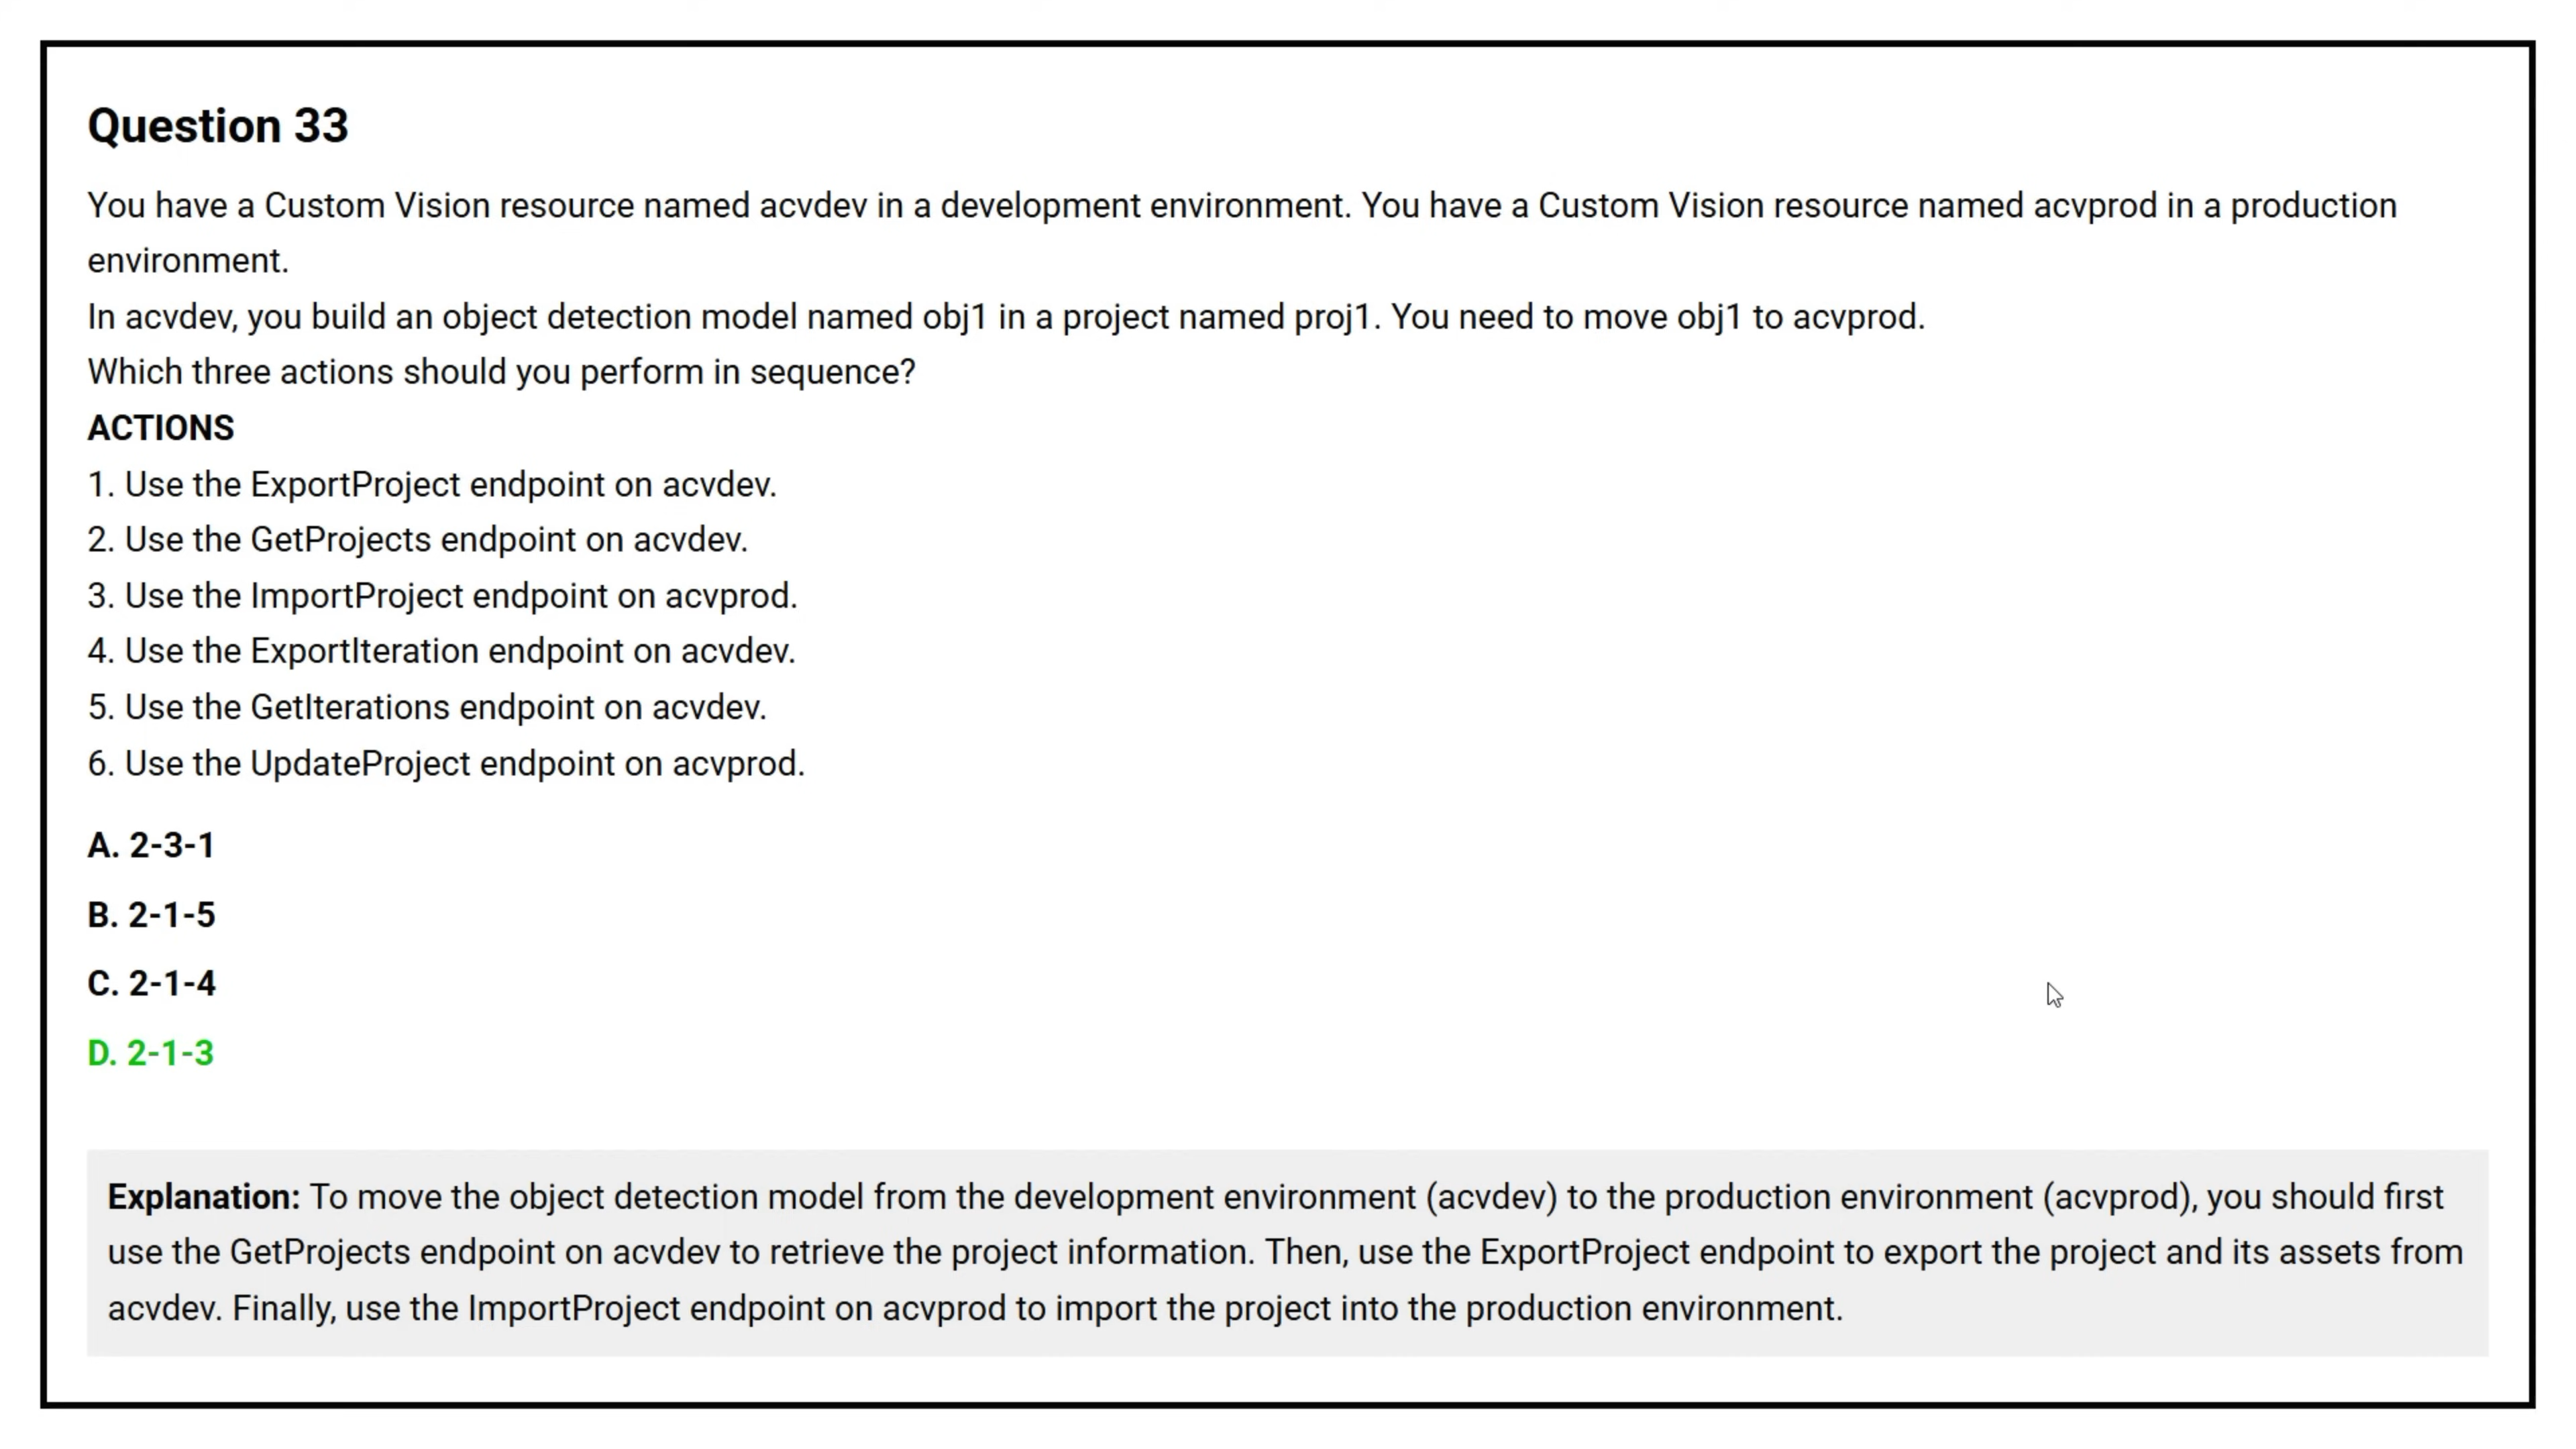 Question 33
You have a Custom Vision resource named acvdev in a development environment. You have a Custom Vision resource named acvprod in a production
environment.
In acvdev, you build an object detection model named obj1 in a project named proj1. You need to move obj1 to acvprod.
Which three actions should you perform in sequence?
ACTIONS
1. Use the ExportProject endpoint on acvdev.
2. Use the GetProjects endpoint on acvdev.
3. Use the ImportProject endpoint on acvprod.
4. Use the ExportIteration endpoint on acvdev.
5. Use the GetIterations endpoint on acvdev.
6. Use the UpdateProject endpoint on acvprod.
A. 2-3-1
B. 2-1-5
C. 2-1-4
D. 2-1-3
Explanation: To move the object detection model from the development environment (acvdev) to the production environment (acvprod), you should first
use the GetProjects endpoint on acvdev to retrieve the project information. Then, use the ExportProject endpoint to export the project and its assets from
acvdev. Finally, use the ImportProject endpoint on acvprod to import the project into the production environment.